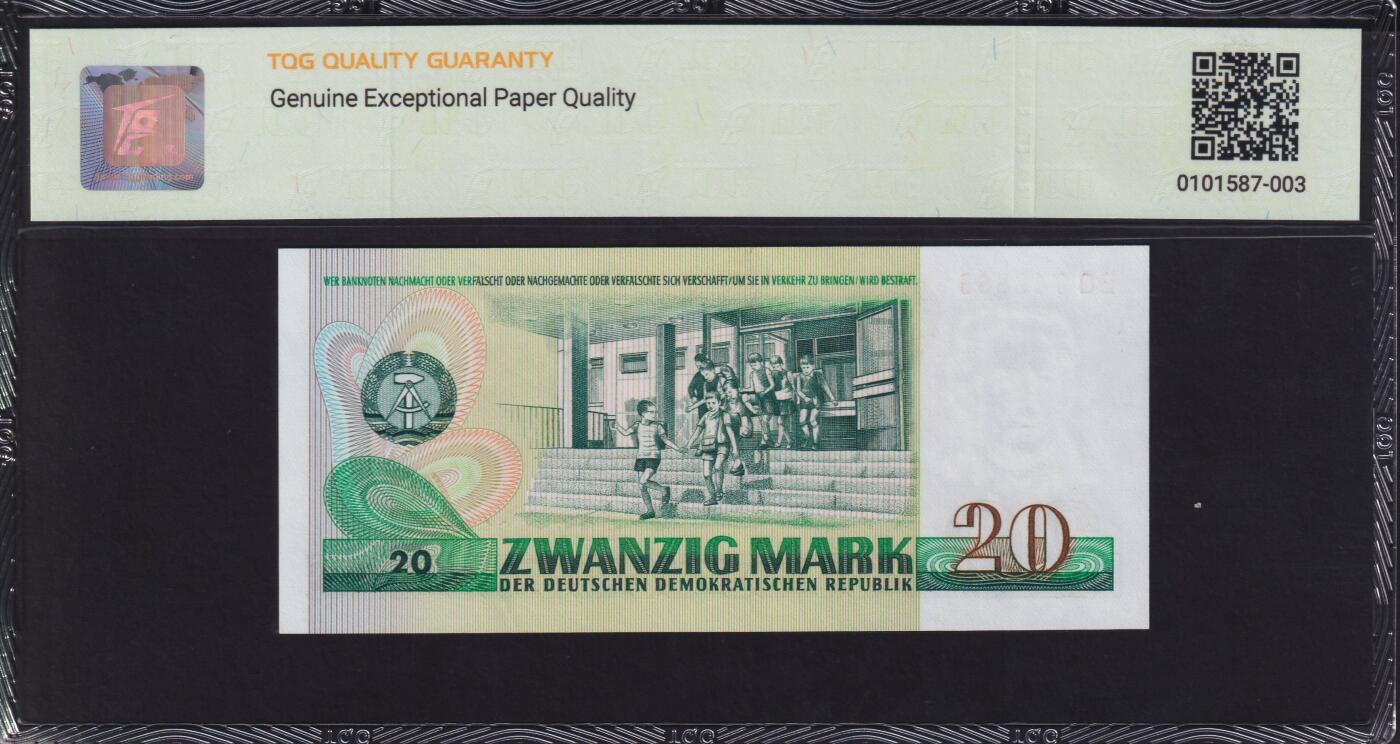 TQG QUALITY GUARANTY
Genuine Exceptional Paper Quality
0101587-003
WER BANKNOTEN NACHMACHT ODER VERFÄLSCHT ODER NACHGEMACHTE ODER VERFÄLSCHTE SICH VERSCHAFFT/UM SIE IN VERKEHR ZU BRINGEN/WIRD BESTRAFT.
20
20
ZWANZIG MARK
DER DEUTSCHEN DEMOKRATISCHEN REPUBLIK